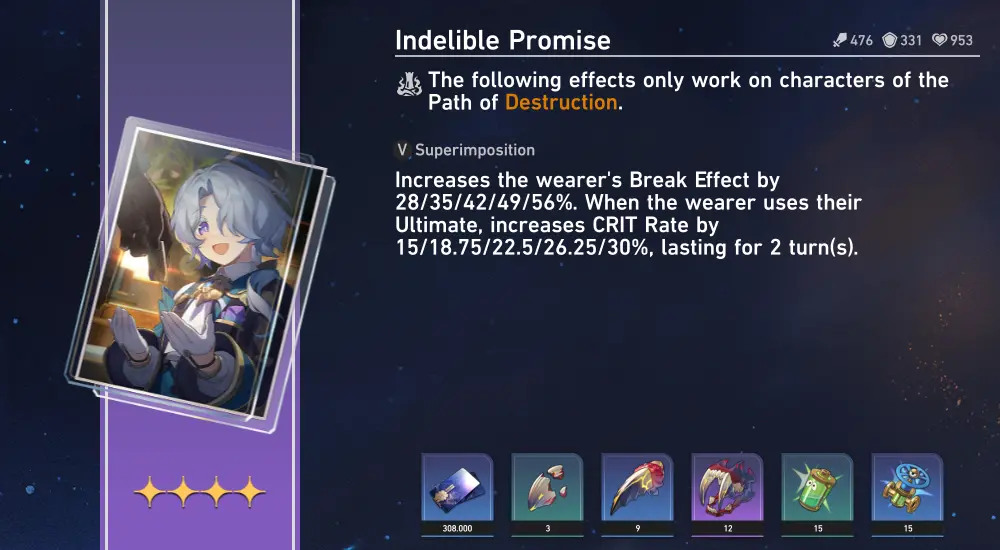 Indelible Promise
476 331 953
The following effects only work on characters of the
Path of Destruction.
V Superimposition
Increases the wearer's Break Effect by
28/35/42/49/56%. When the wearer uses their
Ultimate, increases CRIT Rate by
15/18.75/22.5/26.25/30%, lasting for 2 turn(s).
308.000 3 9 12 15 15